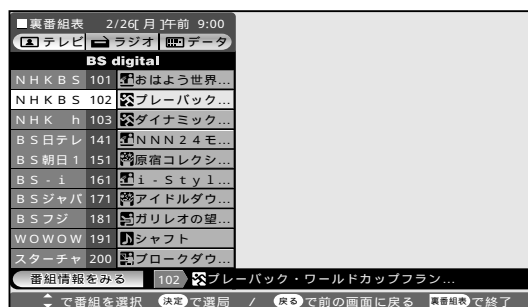 ■裏番組表 2/26[月]午前 9:00
テレビ ラジオ データ
BS digital
NHKBS 101 おはよう世界...
NHKBS 102 プレーバック...
NHK h 103 ダイナミック...
BS日テレ 141 NNN24モ...
BS朝日1 151 原宿コレクシ...
BS-i 161 i-Styl...
BSジャパ 171 アイドルダウ...
BSフジ 181 ガリレオの望...
WOWOW 191 シャフト
スターチャ 200 ブロークダウ...
番組情報をみる 102 プレーバック・ワールドカップフラン...
で番組を選択 決定で選局 / 戻るで前の画面に戻る 裏番組表で終了